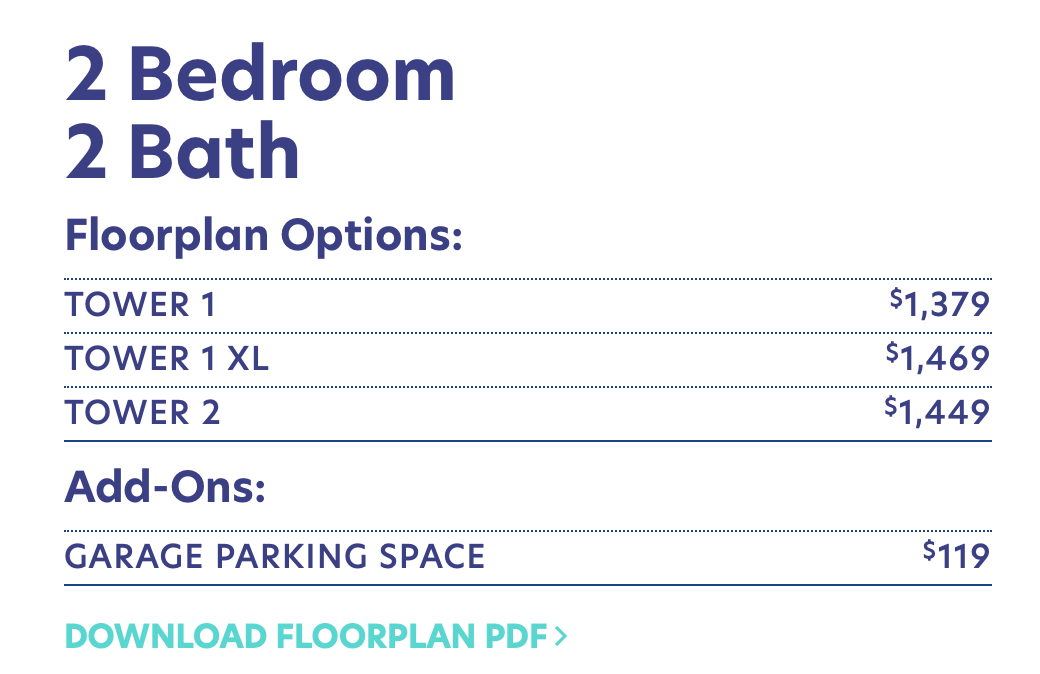 2 Bedroom
2 Bath
Floorplan Options:
TOWER 1 $1,379
TOWER 1 XL $1,469
TOWER 2 $1,449
Add-Ons:
GARAGE PARKING SPACE $119
DOWNLOAD FLOORPLAN PDF >